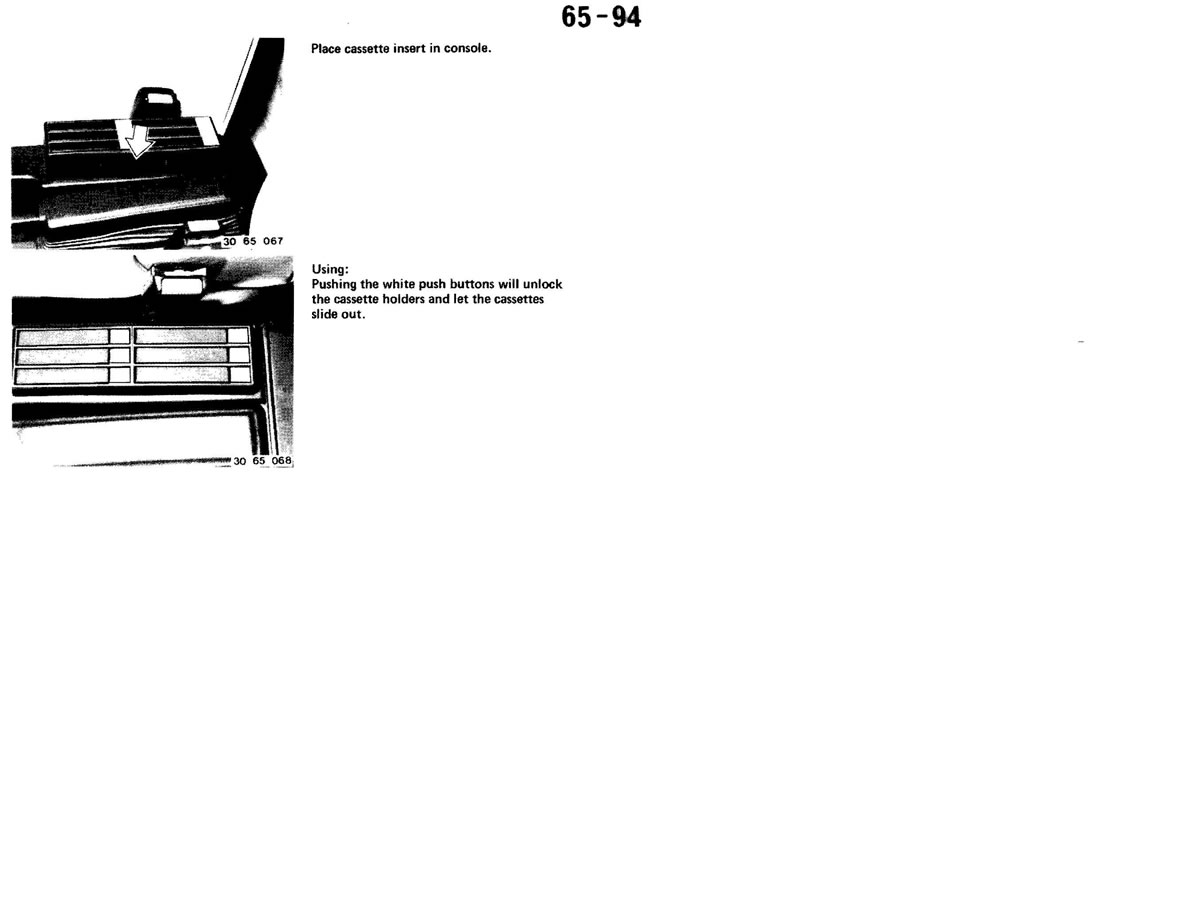 65-94
Place cassette insert in console.
30 65 067
Using:
Pushing the white push buttons will unlock
the cassette holders and let the cassettes
slide out.
30 65 068